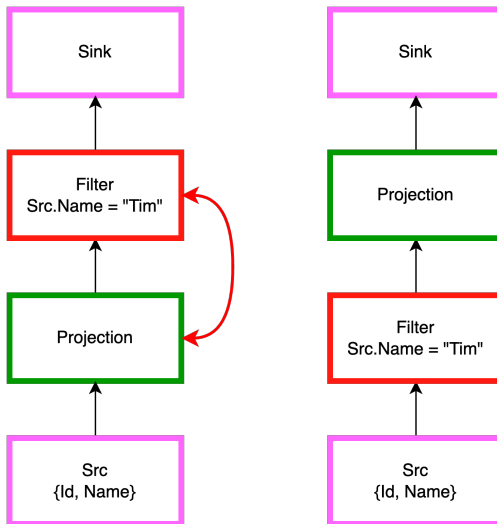 Sink
Filter
Src.Name = "Tim"
Projection
Src
{Id, Name}
Sink
Projection
Filter
Src.Name = "Tim"
Src
{Id, Name}